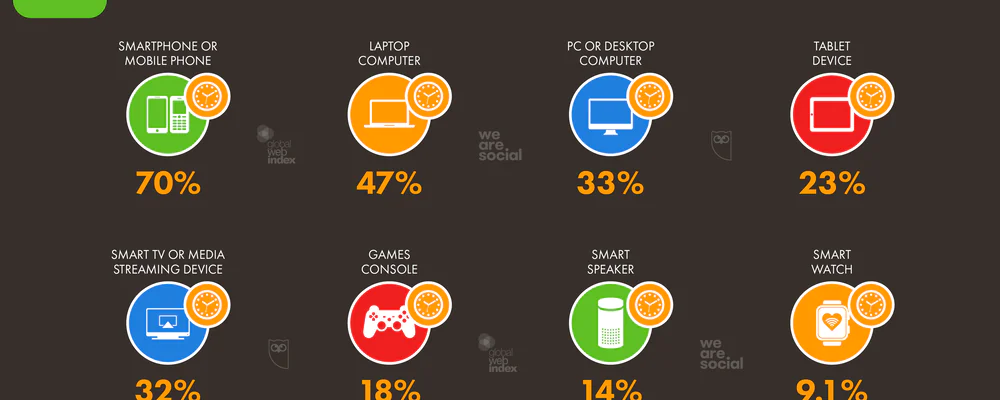 SMARTPHONE OR
MOBILE PHONE
LAPTOP
COMPUTER
PC OR DESKTOP
COMPUTER
TABLET
DEVICE
global
web
index
we
are
social
70%
47%
33%
23%
SMART TV OR MEDIA
STREAMING DEVICE
GAMES
CONSOLE
SMART
SPEAKER
SMART
WATCH
global
web
index
we
are
social
32%
18%
14%
9.1%